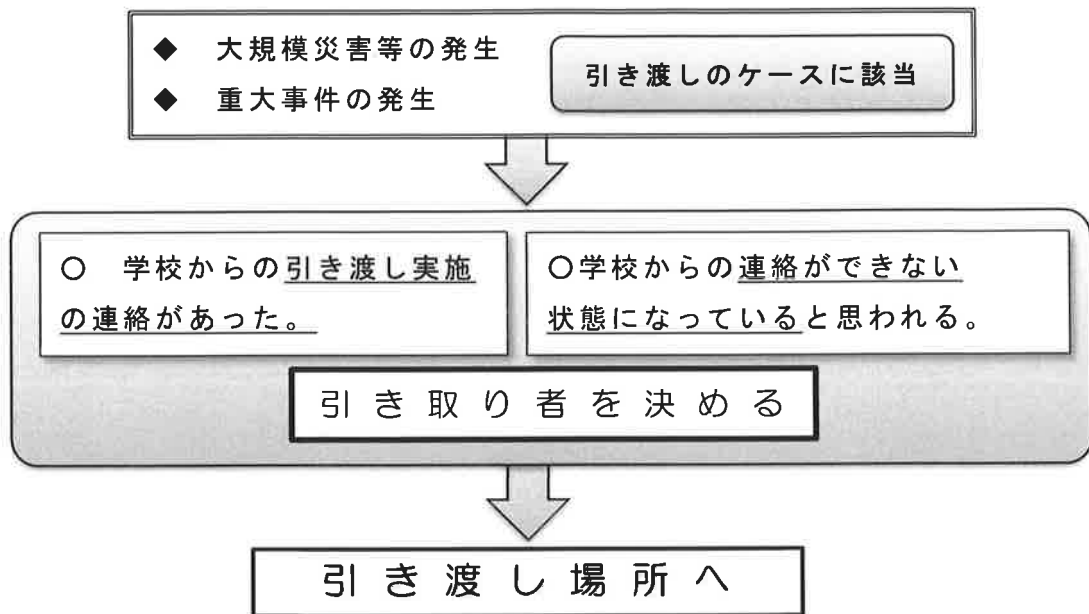 ◆ 大規模災害等の発生
◆ 重大事件の発生
引き渡しのケースに該当
○ 学校からの引き渡し実施
の連絡があった。
○学校からの連絡ができない
状態になっていると思われる。
引き取り者を決める
引き渡し場所へ